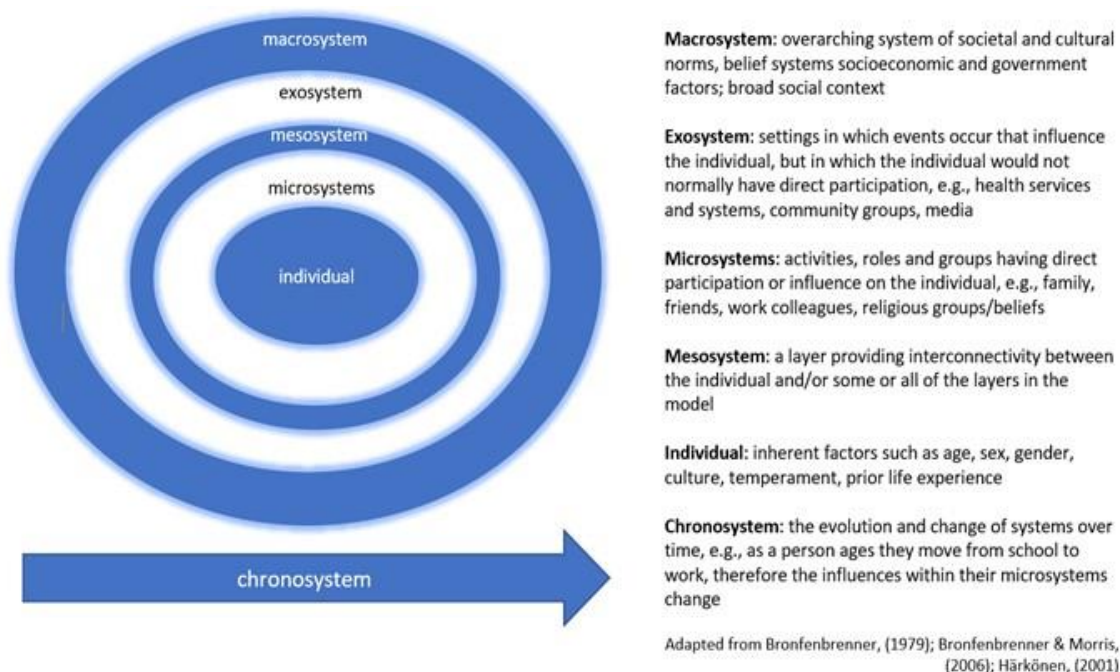 macrosystem
exosystem
mesosystem
microsystems
individual
chronosystem
Macrosystem: overarching system of societal and cultural
norms, belief systems socioeconomic and government
factors; broad social context
Exosystem: settings in which events occur that influence
the individual, but in which the individual would not
normally have direct participation, e.g., health services
and systems, community groups, media
Microsystems: activities, roles and groups having direct
participation or influence on the individual, e.g., family,
friends, work colleagues, religious groups/beliefs
Mesosystem: a layer providing interconnectivity between
the individual and/or some or all of the layers in the
model
Individual: inherent factors such as age, sex, gender,
culture, temperament, prior life experience
Chronosystem: the evolution and change of systems over
time, e.g., as a person ages they move from school to
work, therefore the influences within their microsystems
change
Adapted from Bronfenbrenner, (1979); Bronfenbrenner & Morris,
(2006); Härkönen, (2001)